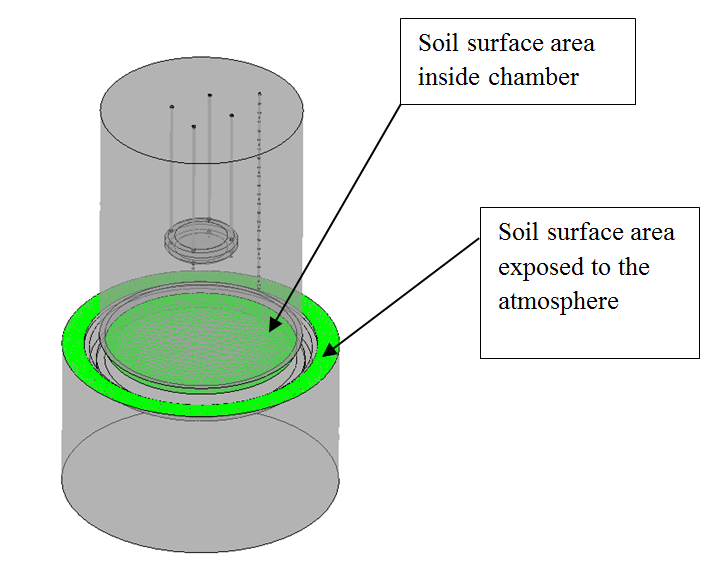 Soil surface area
inside chamber
Soil surface area
exposed to the
atmosphere